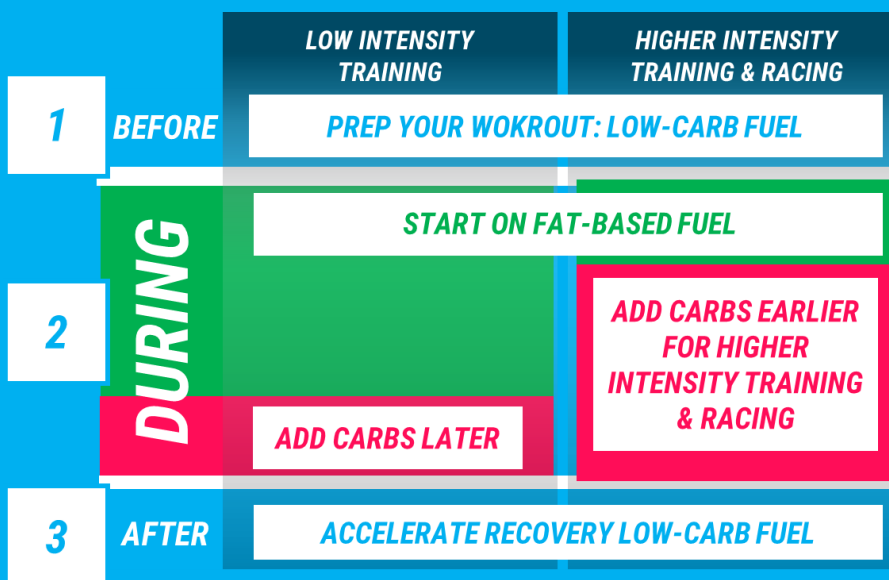 LOW INTENSITY
TRAINING
HIGHER INTENSITY
TRAINING & RACING
1
BEFORE
PREP YOUR WOKROUT: LOW-CARB FUEL
2
DURING
START ON FAT-BASED FUEL
ADD CARBS EARLIER
FOR HIGHER
INTENSITY TRAINING
& RACING
ADD CARBS LATER
3
AFTER
ACCELERATE RECOVERY LOW-CARB FUEL